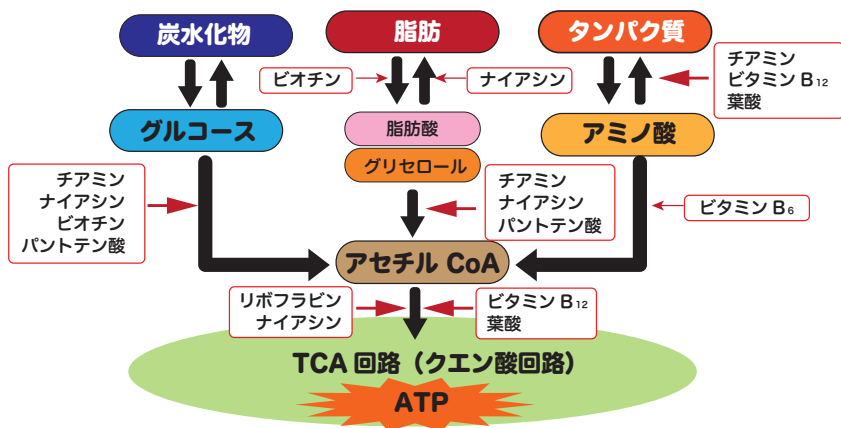 炭水化物
脂肪
タンパク質
ビオチン
ナイアシン
チアミン
ビタミン B12
葉酸
グルコース
脂肪酸
グリセロール
アミノ酸
チアミン
ナイアシン
ビオチン
パントテン酸
チアミン
ナイアシン
パントテン酸
ビタミン B6
アセチル CoA
リボフラビン
ナイアシン
ビタミン B12
葉酸
TCA 回路（クエン酸回路）
ATP